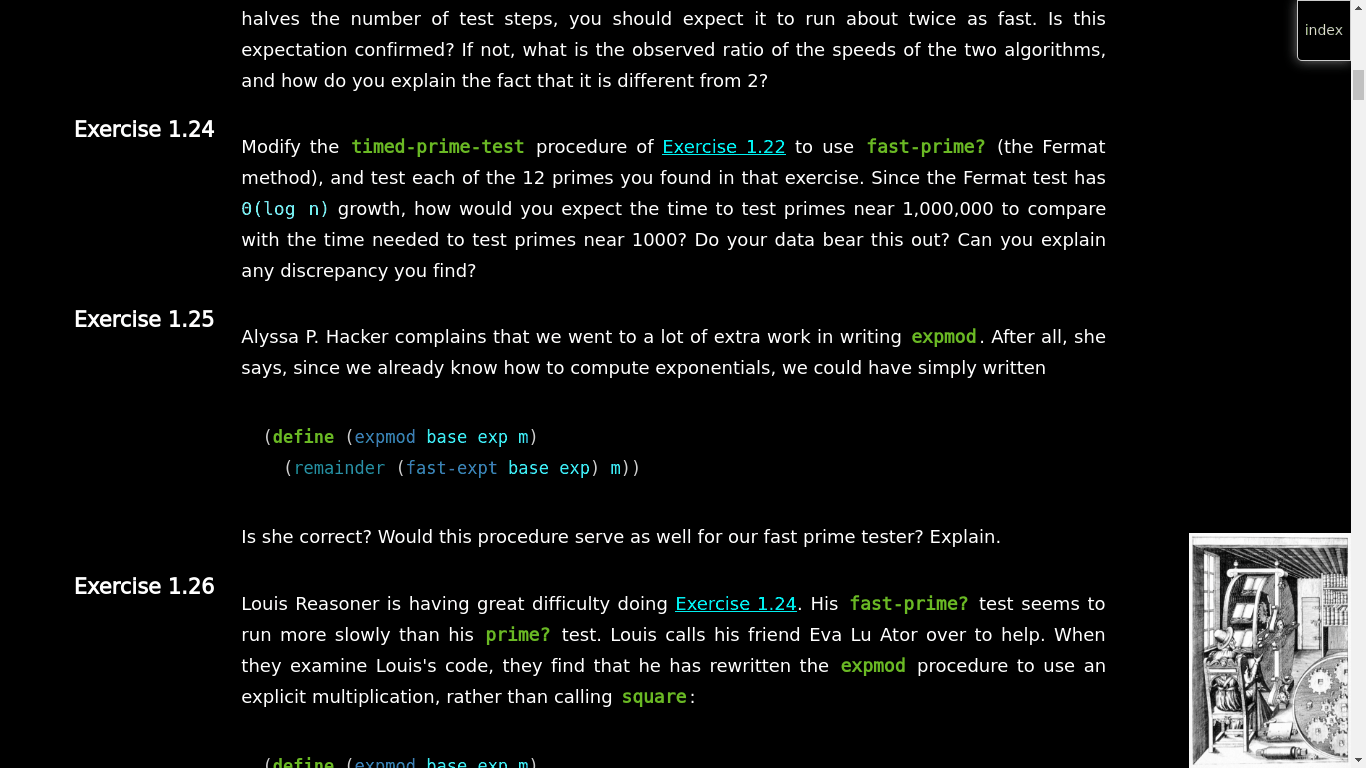 halves the number of test steps, you should expect it to run about twice as fast. Is this
expectation confirmed? If not, what is the observed ratio of the speeds of the two algorithms,
and how do you explain the fact that it is different from 2?
index
Exercise 1.24
Modify the timed-prime-test procedure of Exercise 1.22 to use fast-prime? (the Fermat
method), and test each of the 12 primes you found in that exercise. Since the Fermat test has
Θ(log n) growth, how would you expect the time to test primes near 1,000,000 to compare
with the time needed to test primes near 1000? Do your data bear this out? Can you explain
any discrepancy you find?
Exercise 1.25
Alyssa P. Hacker complains that we went to a lot of extra work in writing expmod. After all, she
says, since we already know how to compute exponentials, we could have simply written
(define (expmod base exp m)
  (remainder (fast-expt base exp) m))
Is she correct? Would this procedure serve as well for our fast prime tester? Explain.
Exercise 1.26
Louis Reasoner is having great difficulty doing Exercise 1.24. His fast-prime? test seems to
run more slowly than his prime? test. Louis calls his friend Eva Lu Ator over to help. When
they examine Louis's code, they find that he has rewritten the expmod procedure to use an
explicit multiplication, rather than calling square:
(define (expmod base exp m)